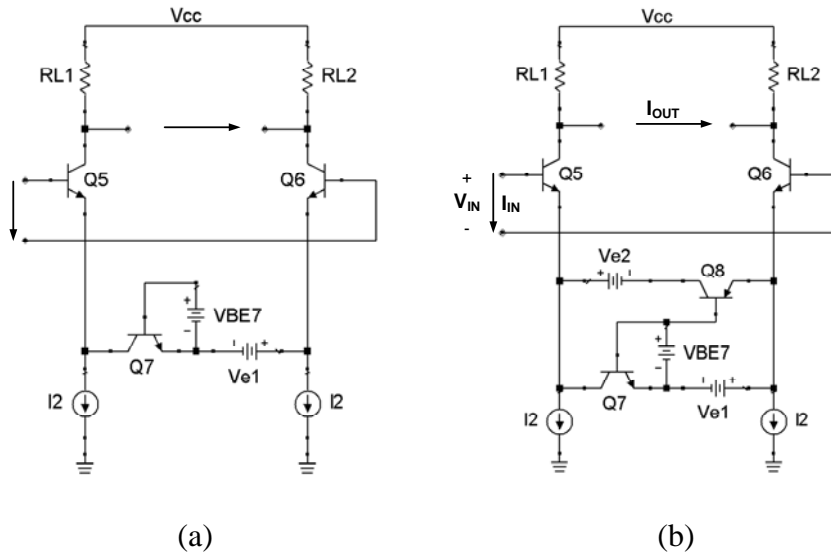 Vcc
RL1
RL2
Q5
Q6
+
VBE7
-
- +
Q7
Ve1
I2
I2
(a)
Vcc
RL1
RL2
IOUT
Q5
Q6
+
VIN
IIN
-
Ve2
+ -
Q8
+
VBE7
-
- +
Q7
Ve1
I2
I2
(b)